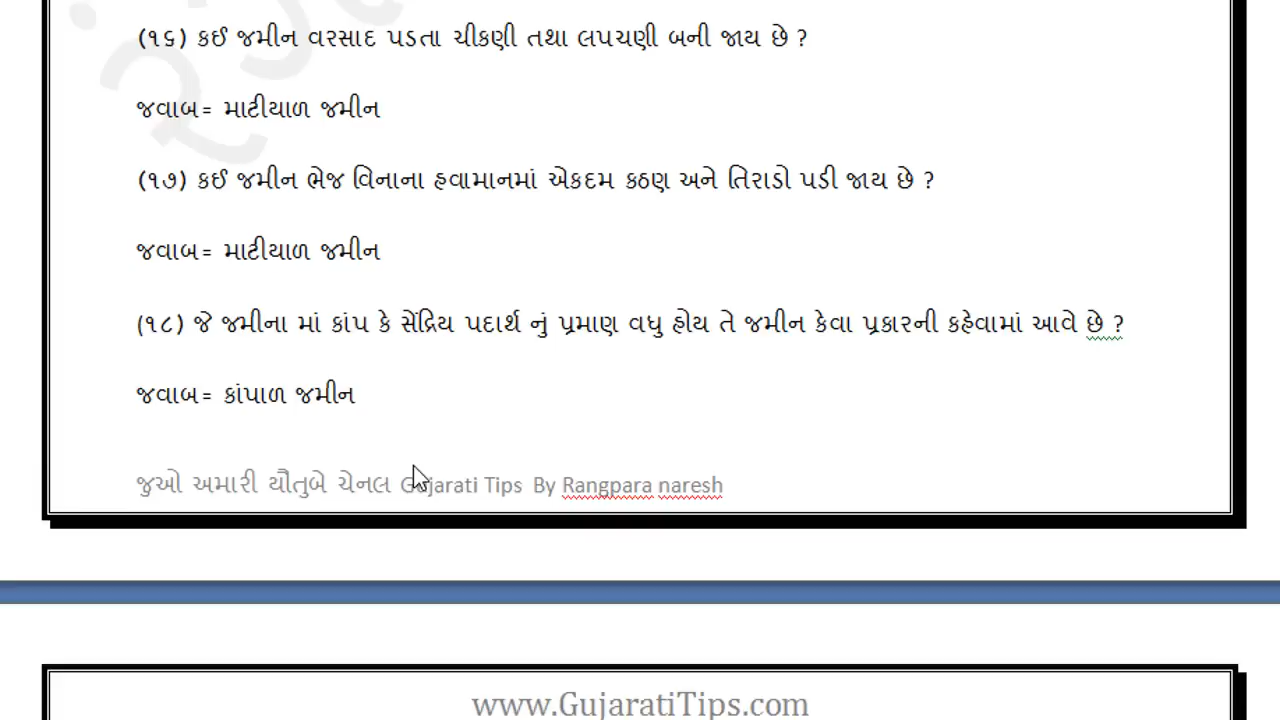 (૧૬) કઈ જમીન વરસાદ પડતા ચીકણી તથા લપચણી બની જાય છે ?
જવાબ= માટીયાળ જમીન
(૧૭) કઈ જમીન ભેજ વિનાના હવામાનમાં એકદમ કઠણ અને તિરાડો પડી જાય છે ?
જવાબ= માટીયાળ જમીન
(૧૮) જે જમીના માં કાંપ કે સેંદ્રિય પદાર્થ નું પ્રમાણ વધુ હોય તે જમીન કેવા પ્રકારની કહેવામાં આવે છે ?
જવાબ= કાંપાળ જમીન
જુઓ અમારી યૌતુબે ચેનલ Gujarati Tips By Rangpara naresh
www.GujaratiTips.com